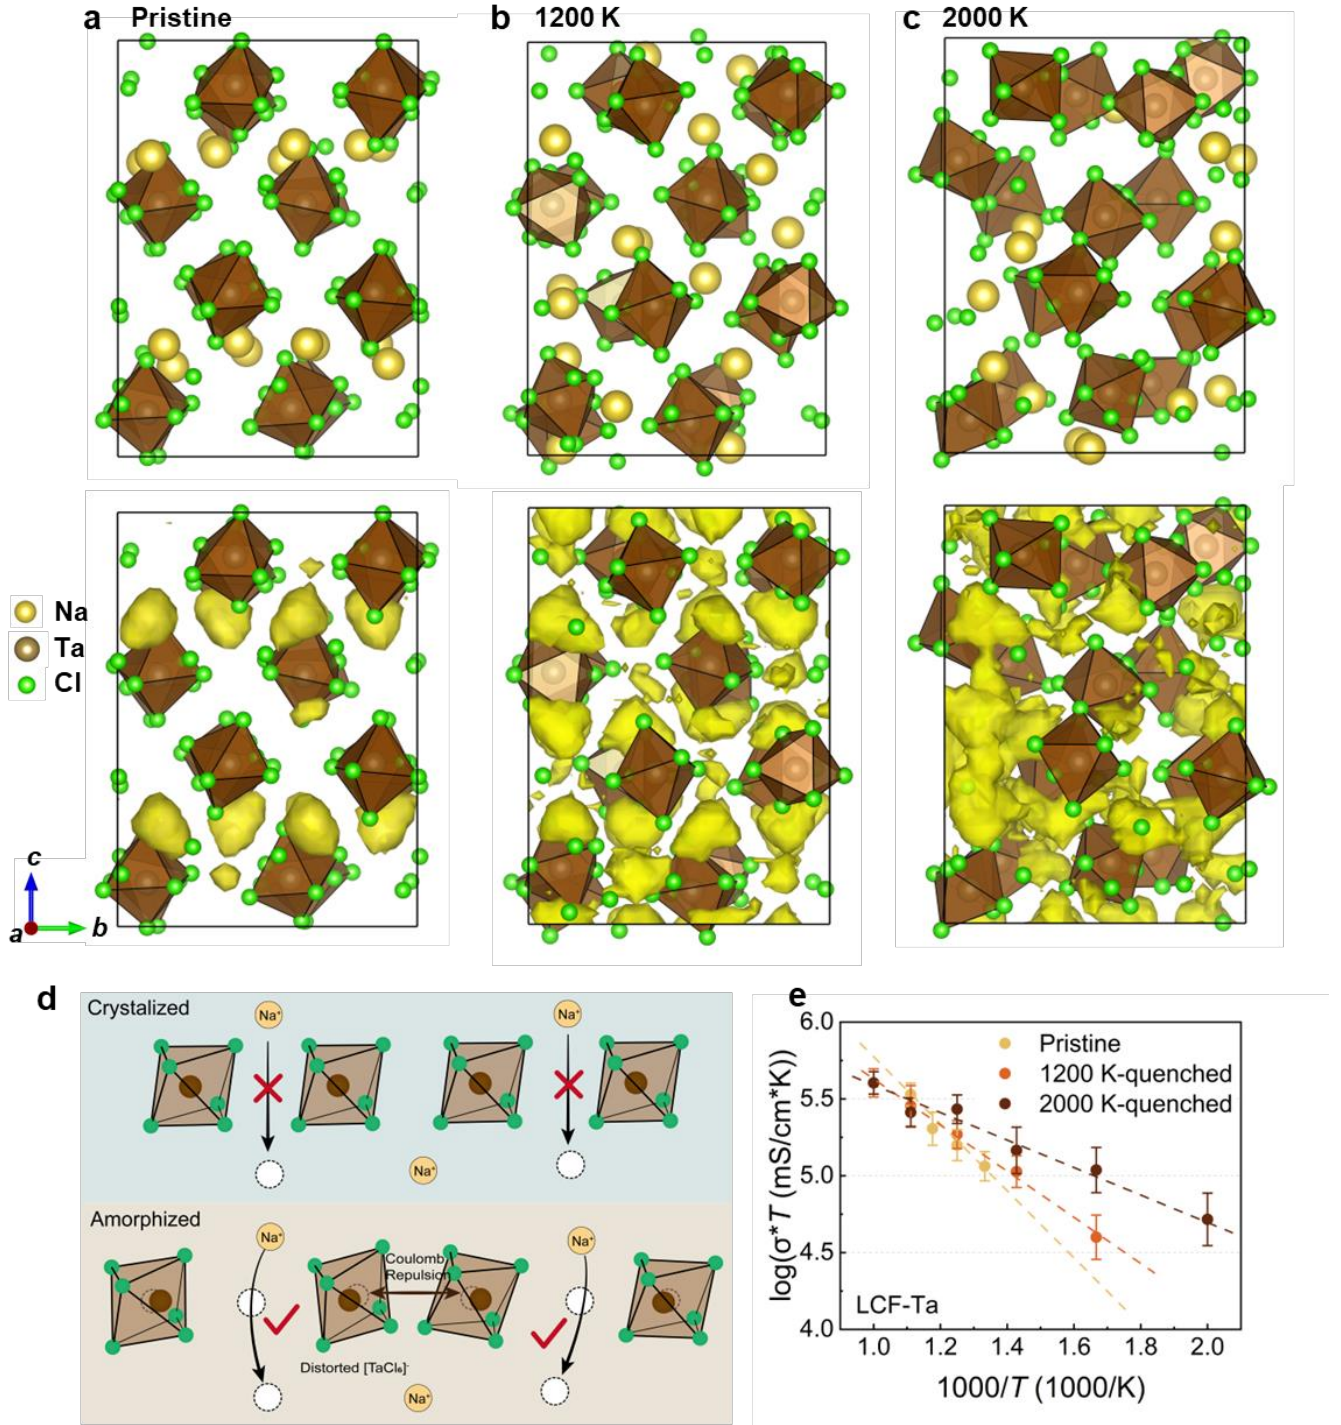 a Pristine
b 1200 K
c 2000 K
Na
Ta
Cl
c
a b
d
Crystalized
Na⁺ Na⁺
Na⁺
Amorphized
Na⁺ Na⁺
Coulomb
Repulsion
Distorted [TaCl₆]⁻
Na⁺
e
log(σ*T (mS/cm*K))
6.0
5.5
5.0
4.5
4.0
Pristine
1200 K-quenched
2000 K-quenched
LCF-Ta
1.0 1.2 1.4 1.6 1.8 2.0
1000/T (1000/K)